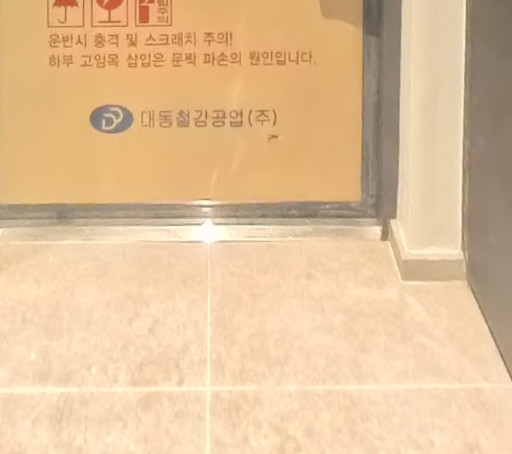 운반시 충격 및 스크래치 주의!
하부 고임목 삽입은 문짝 파손의 원인입니다.
대동철강공업(주)